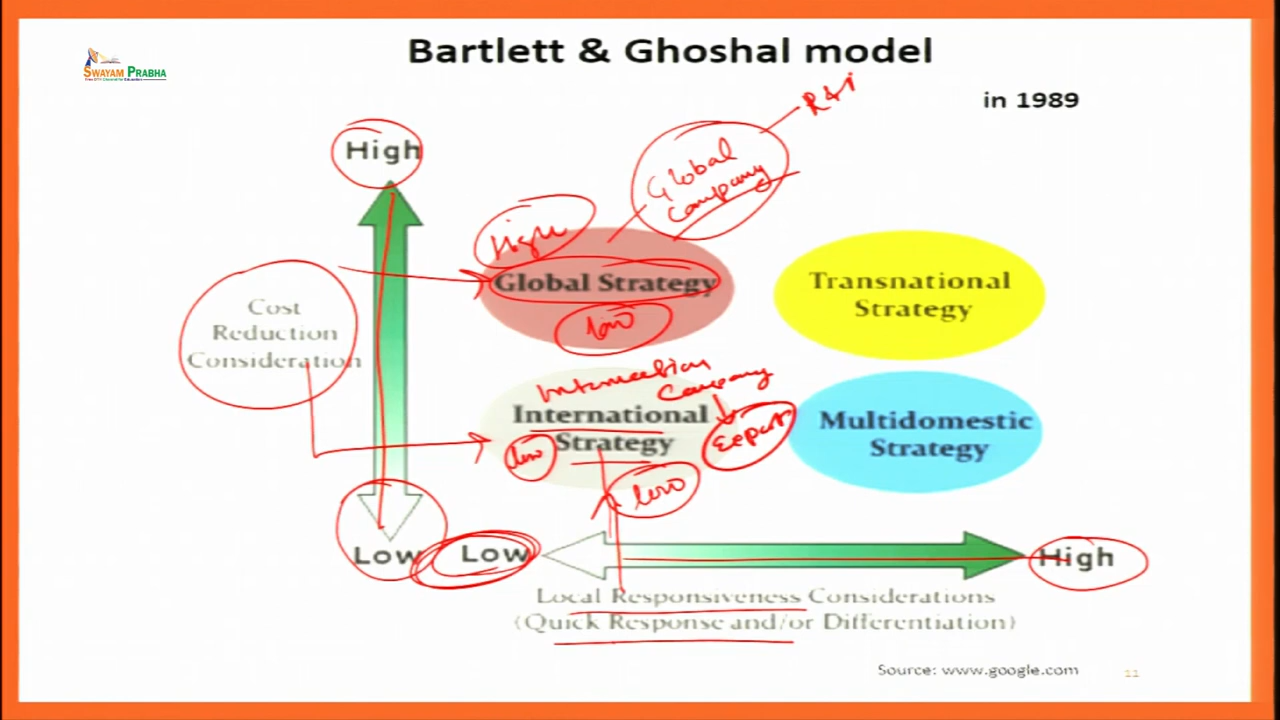 Bartlett & Ghoshal model
SWAYAM PRABHA
in 1989
R&
High
Global
Company
High
Global Strategy
low
Transnational
Strategy
Cost
Reduction
Consideration
Company
International
Strategy
Export
low
low
Multidomestic
Strategy
Low
Low
High
Local Responsiveness Considerations
(Quick Response and/or Differentiation)
Source: www.google.com
11